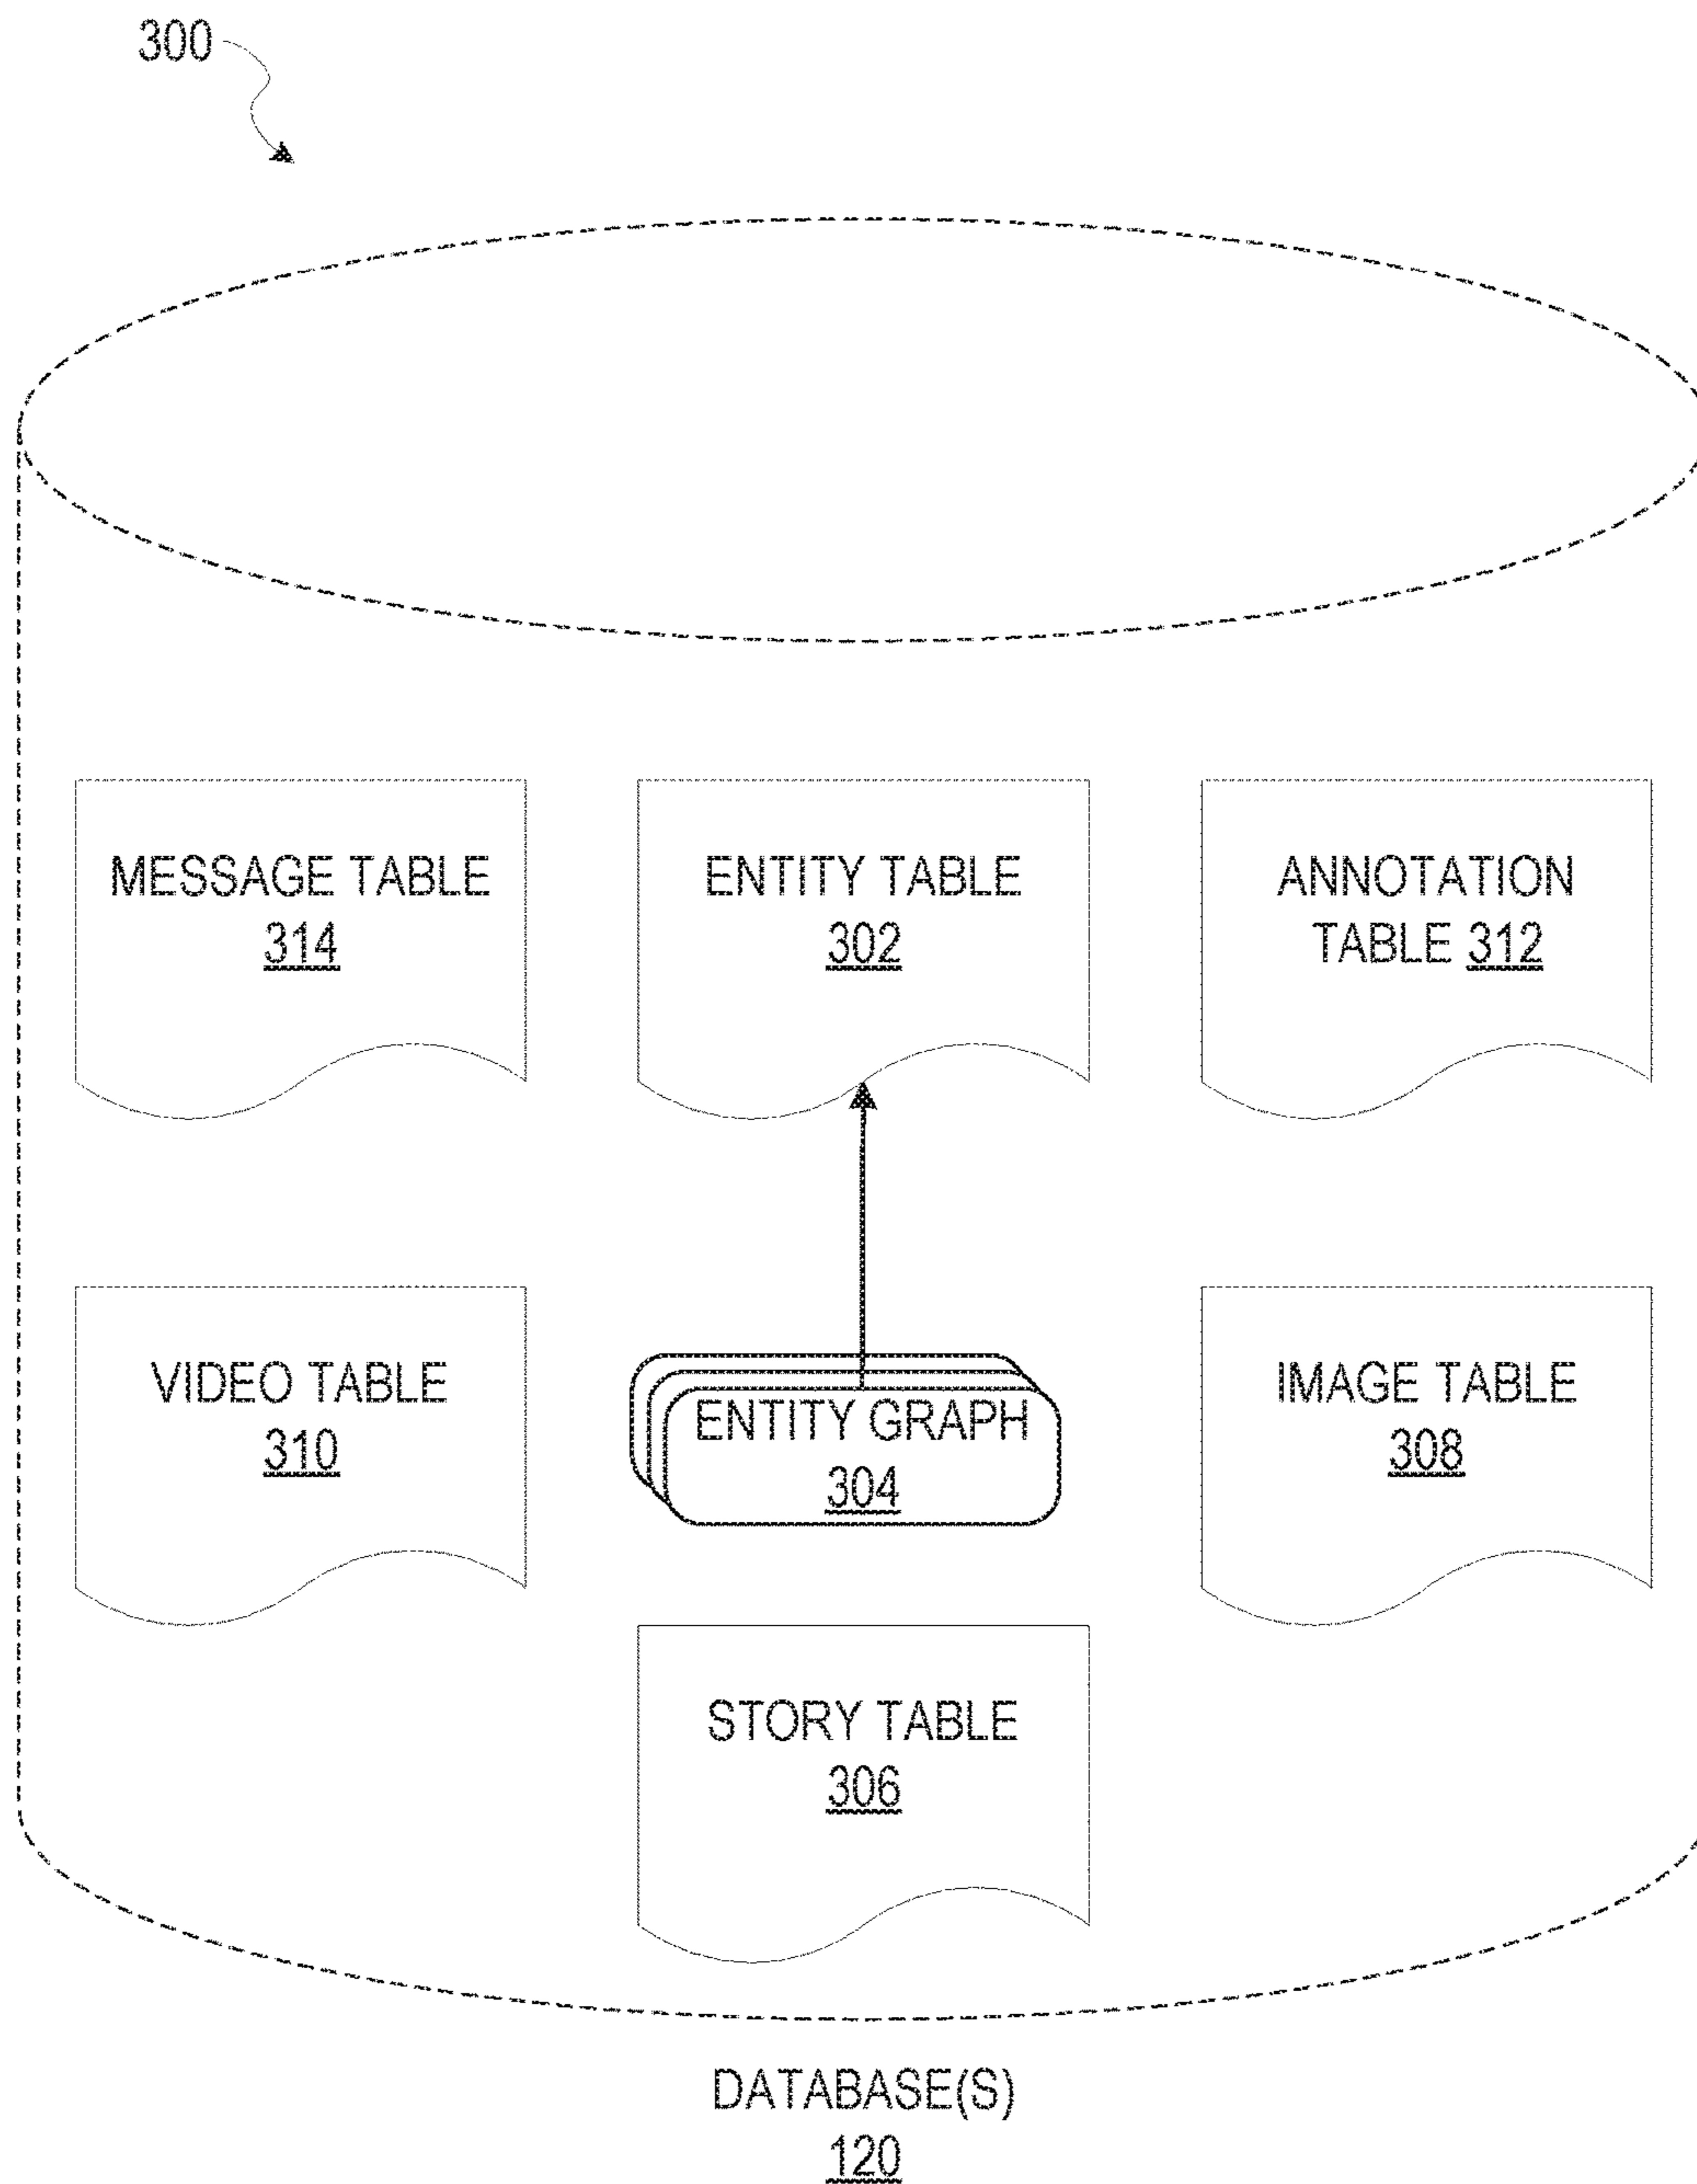 300
MESSAGE TABLE
314
ENTITY TABLE
302
ANNOTATION
TABLE 312
VIDEO TABLE
310
ENTITY GRAPH
304
IMAGE TABLE
308
STORY TABLE
306
DATABASE(S)
120